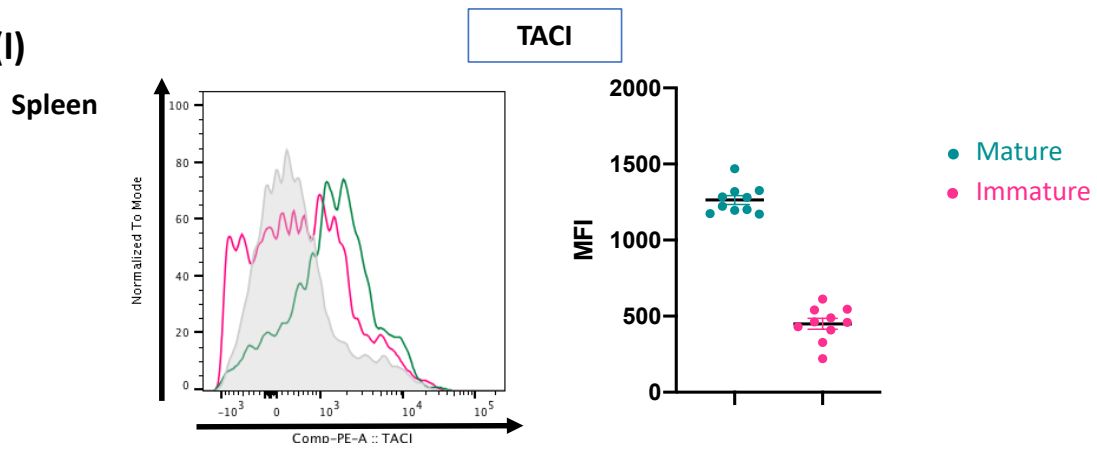 TACI
(I)
Spleen
Normalized To Mode
100
80
60
40
20
0
-10³ 0 10³ 10⁴ 10⁵
Comp-PE-A :: TACI
MFI
2000
1500
1000
500
0
Mature
Immature